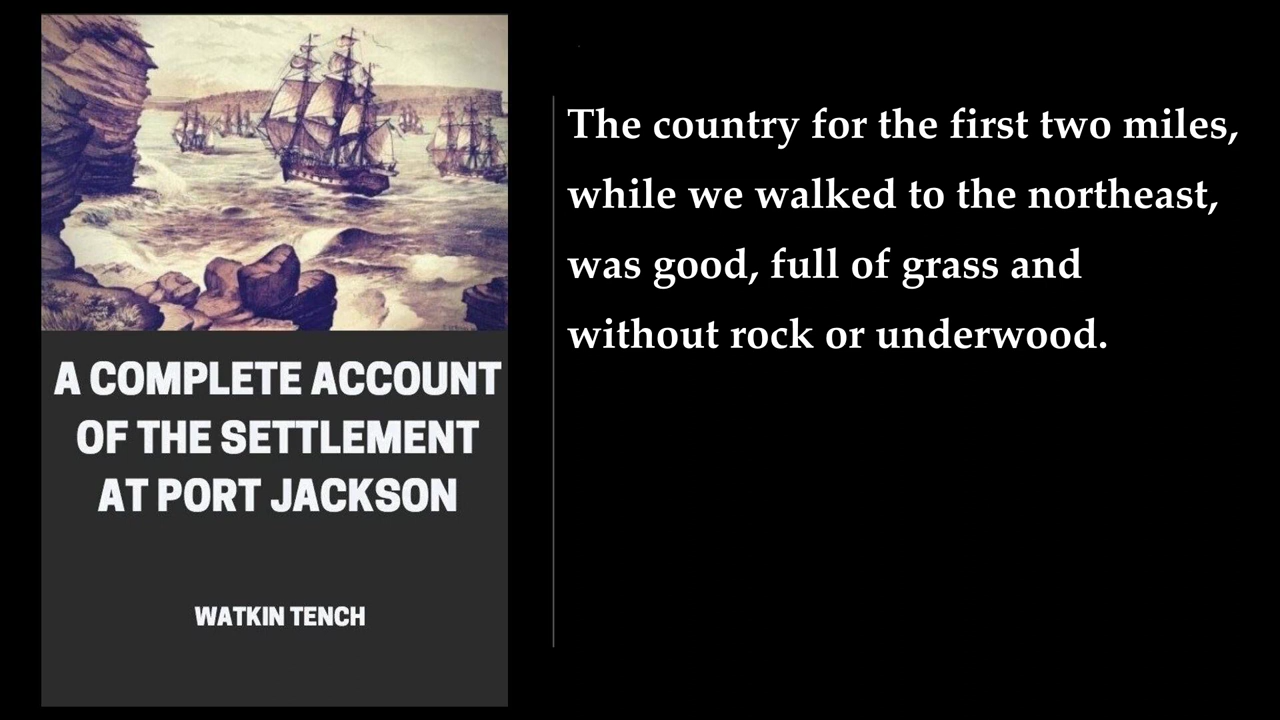 A COMPLETE ACCOUNT
OF THE SETTLEMENT
AT PORT JACKSON
WATKIN TENCH
The country for the first two miles,
while we walked to the northeast,
was good, full of grass and
without rock or underwood.